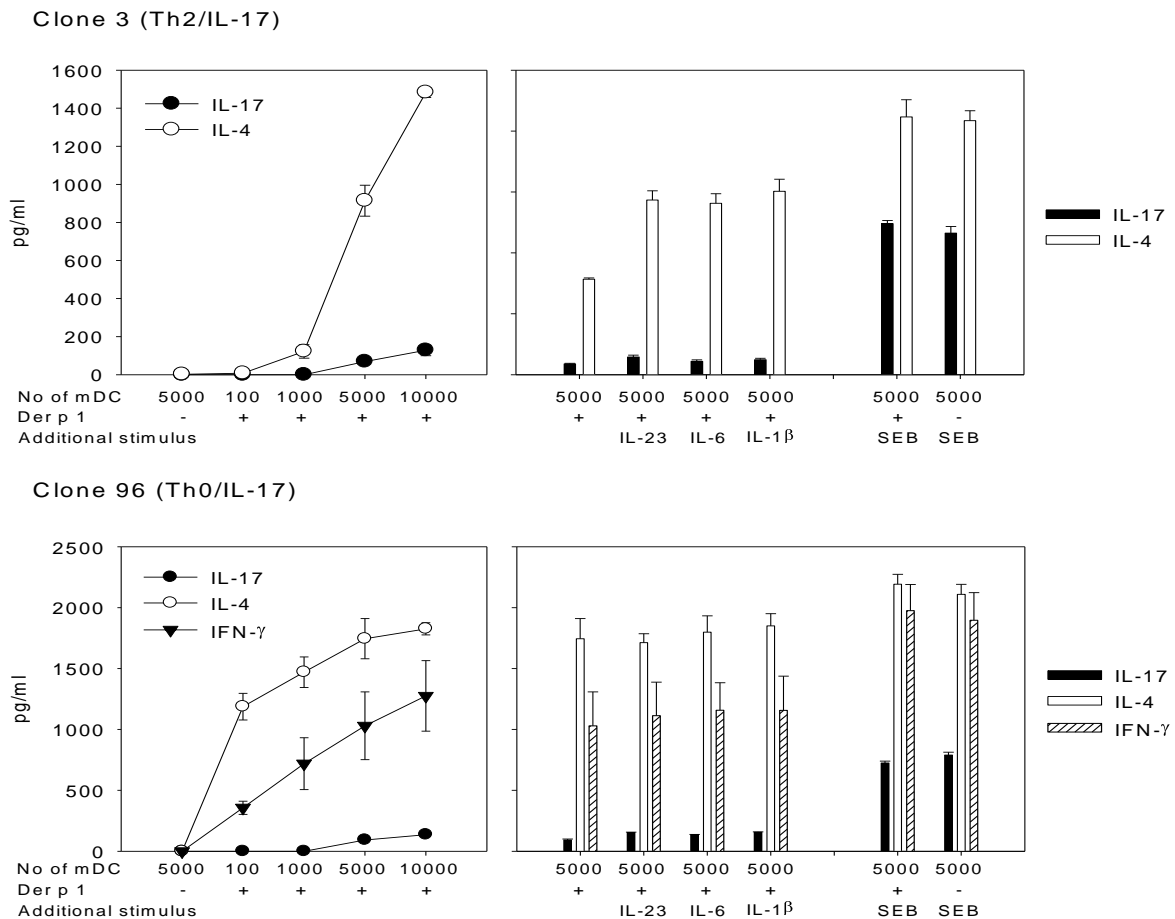 Clone 3 (Th2/IL-17)
1600
1400
1200
1000
800
600
400
200
0
pg/ml
IL-17
IL-4
IL-17
IL-4
No of mDC 5000 100 1000 5000 10000 5000 5000 5000 5000 5000 5000
Der p 1 - + + + + + + + + + -
Additional stimulus IL-23 IL-6 IL-1β SEB SEB
Clone 96 (Th0/IL-17)
2500
2000
1500
1000
500
0
pg/ml
IL-17
IL-4
IFN-γ
IL-17
IL-4
IFN-γ
No of mDC 5000 100 1000 5000 10000 5000 5000 5000 5000 5000 5000
Der p 1 - + + + + + + + + + -
Additional stimulus IL-23 IL-6 IL-1β SEB SEB